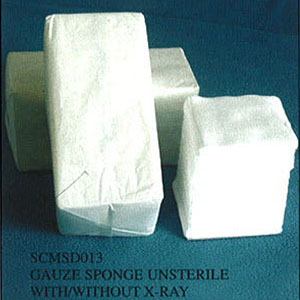 SCMSD013
GAUZE SPONGE UNSTERILE
WITH/WITHOUT X-RAY